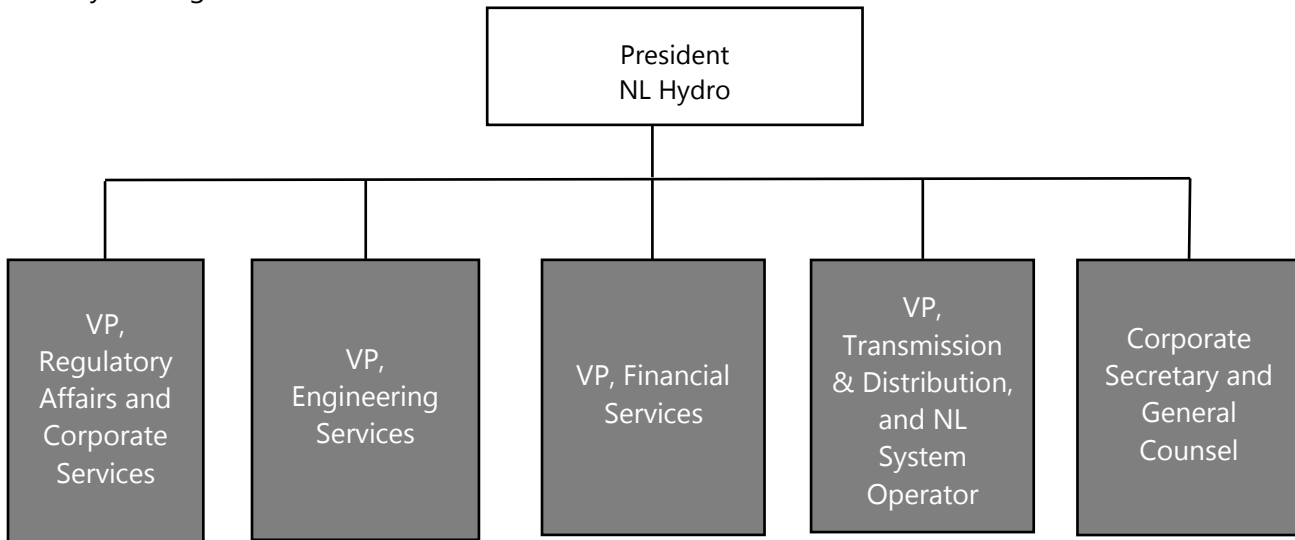 President
NL Hydro
VP,
Regulatory
Affairs and
Corporate
Services
VP,
Engineering
Services
VP, Financial
Services
VP,
Transmission
& Distribution,
and NL
System
Operator
Corporate
Secretary and
General
Counsel